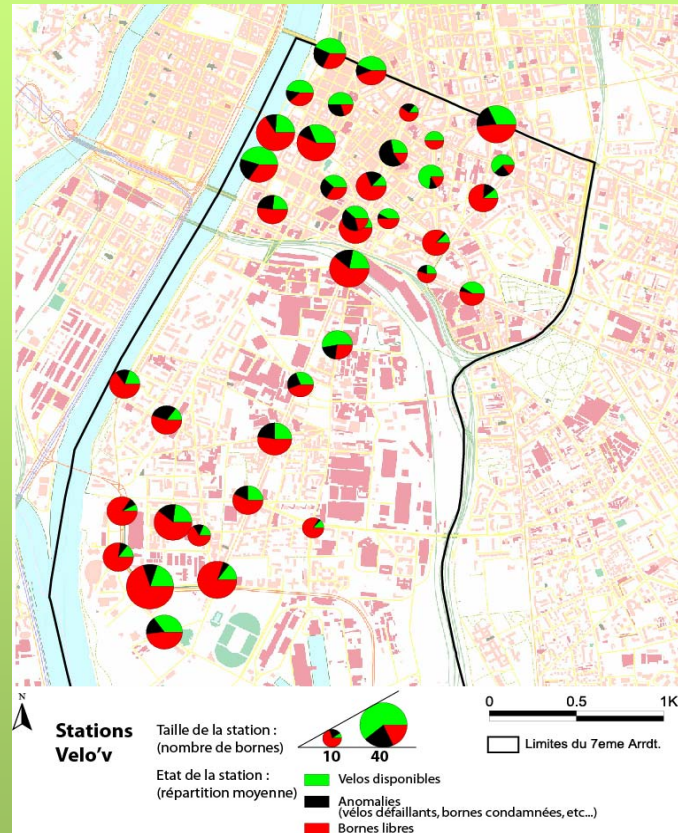 N
Stations
Velo'v
Taille de la station :
(nombre de bornes)
10
40
0
0.5
1K
Limites du 7eme Arrdt.
Etat de la station :
(répartition moyenne)
Velos disponibles
Anomalies
(vélos défaillants, bornes condamnées, etc...)
Bornes libres